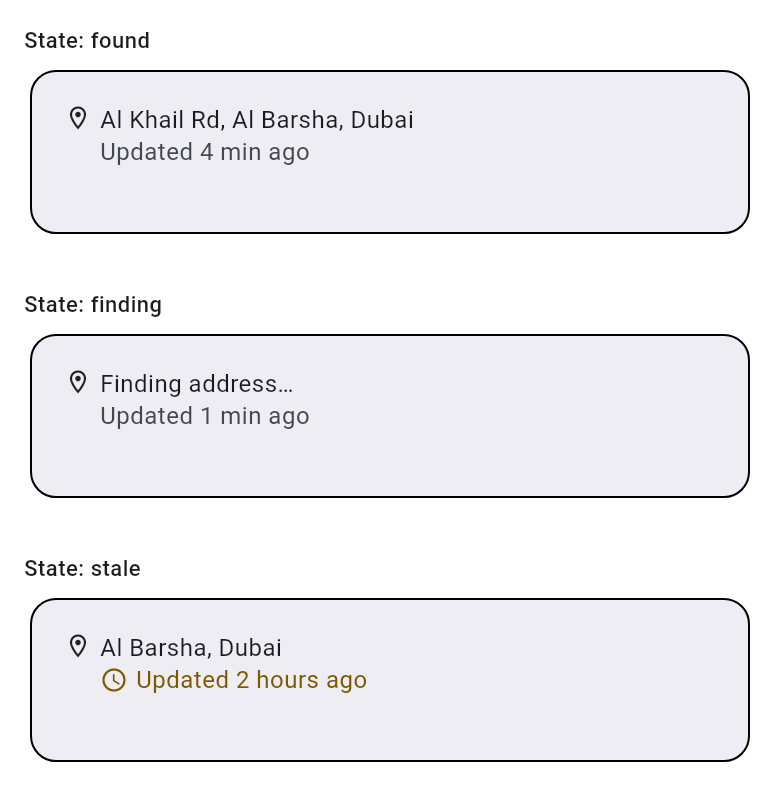 State: found
Al Khail Rd, Al Barsha, Dubai
Updated 4 min ago
State: finding
Finding address…
Updated 1 min ago
State: stale
Al Barsha, Dubai
Updated 2 hours ago